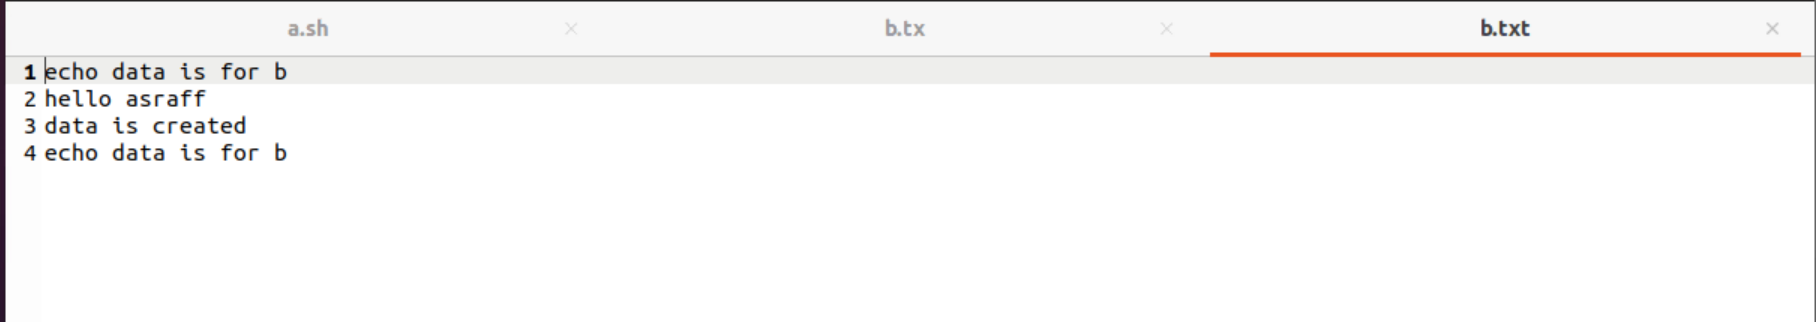 a.sh × b.tx × b.txt ×
1 echo data is for b
2 hello asraff
3 data is created
4 echo data is for b